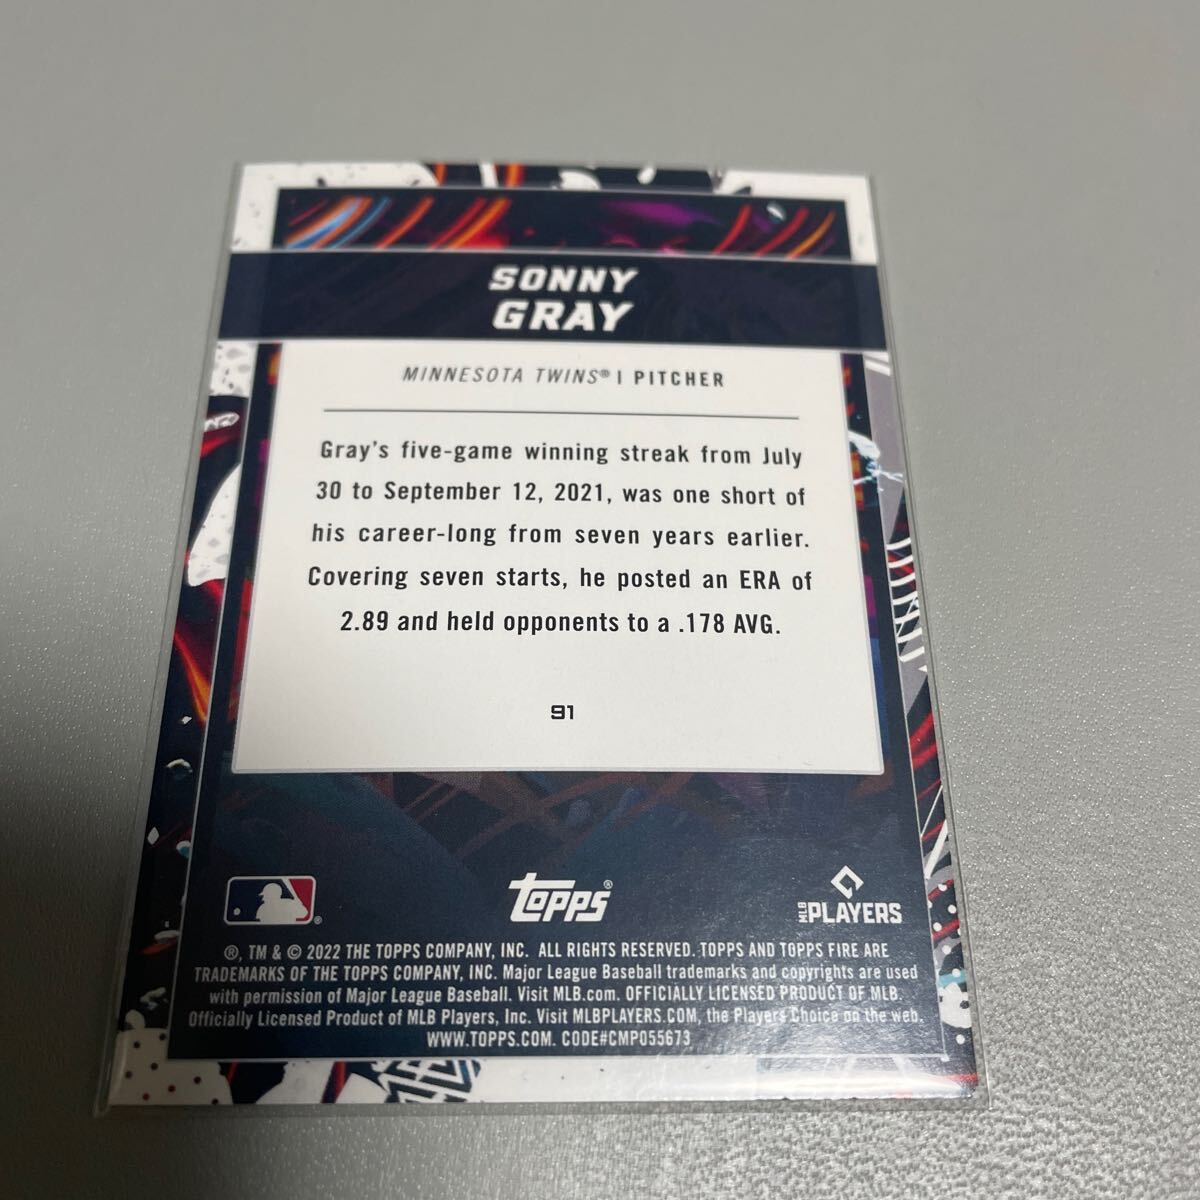 SONNY
GRAY
MINNESOTA TWINS® | PITCHER
Gray's five-game winning streak from July
30 to September 12, 2021, was one short of
his career-long from seven years earlier.
Covering seven starts, he posted an ERA of
2.89 and held opponents to a .178 AVG.
91
topps®
MLB PLAYERS
®, TM & © 2022 THE TOPPS COMPANY, INC. ALL RIGHTS RESERVED. TOPPS AND TOPPS FIRE ARE
TRADEMARKS OF THE TOPPS COMPANY, INC. Major League Baseball trademarks and copyrights are used
with permission of Major League Baseball. Visit MLB.com. OFFICIALLY LICENSED PRODUCT OF MLB.
Officially Licensed Product of MLB Players, Inc. Visit MLBPLAYERS.COM, the Players Choice on the web.
WWW.TOPPS.COM. CODE#CMP055673